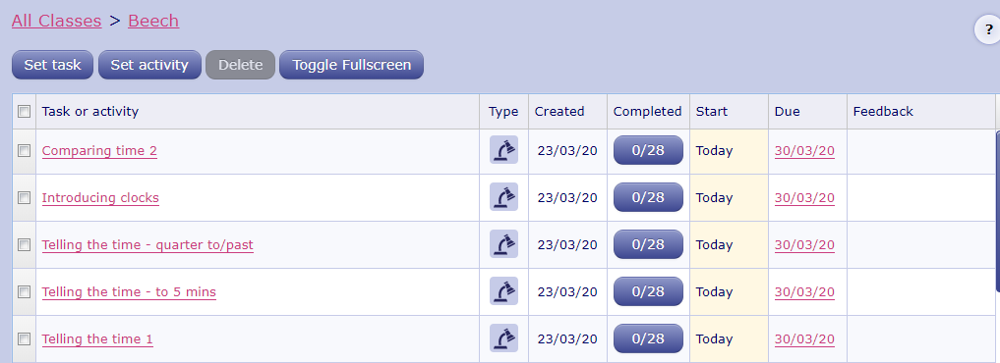 All Classes > Beech
?
Set task Set activity Delete Toggle Fullscreen
Task or activity Type Created Completed Start Due Feedback
Comparing time 2 23/03/20 0/28 Today 30/03/20
Introducing clocks 23/03/20 0/28 Today 30/03/20
Telling the time - quarter to/past 23/03/20 0/28 Today 30/03/20
Telling the time - to 5 mins 23/03/20 0/28 Today 30/03/20
Telling the time 1 23/03/20 0/28 Today 30/03/20